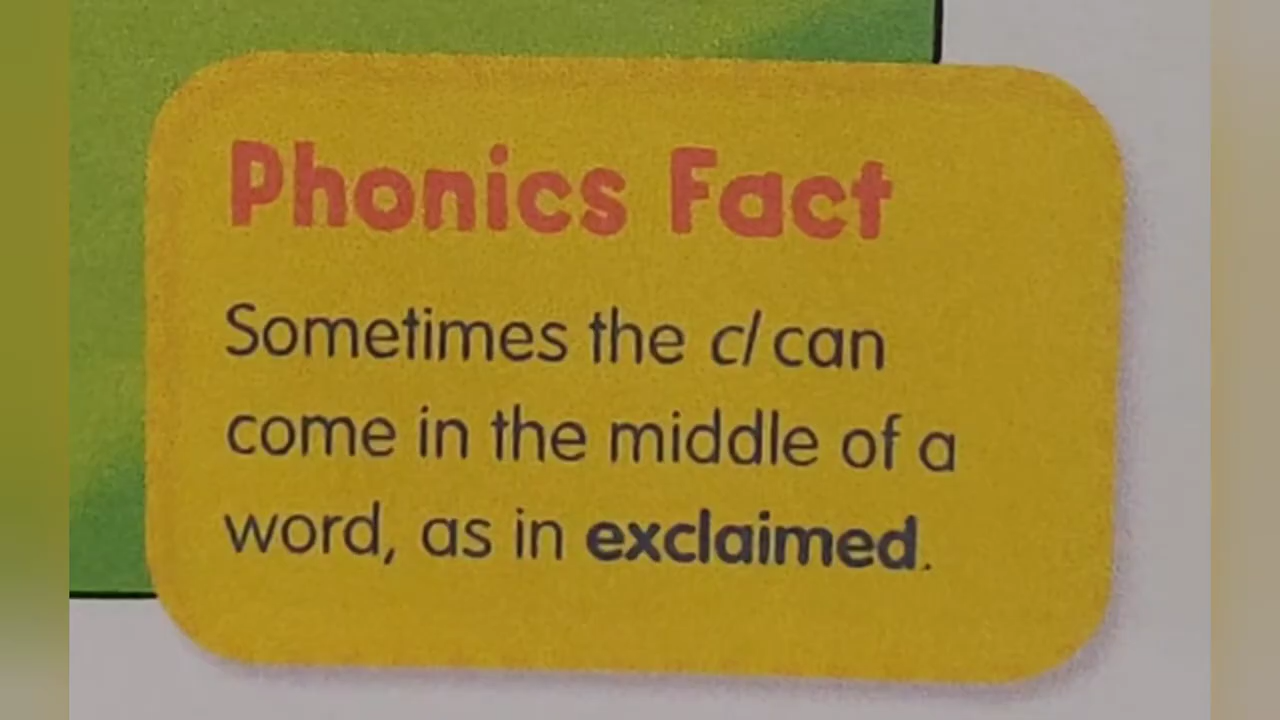 Phonics Fact
Sometimes the cl can
come in the middle of a
word, as in exclaimed.